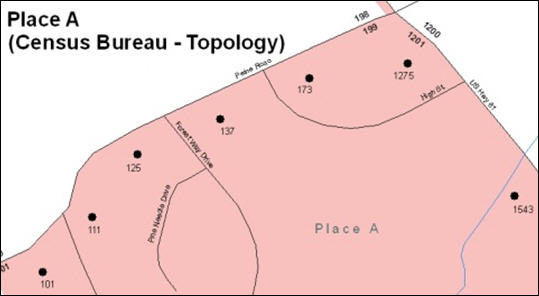 Place A
(Census Bureau - Topology)
198
199
1200
1201
Paine Road
173
1275
High St.
US Hwy 81
137
Forest Way Drive
125
Pine Needle Drive
1543
111
Place A
101